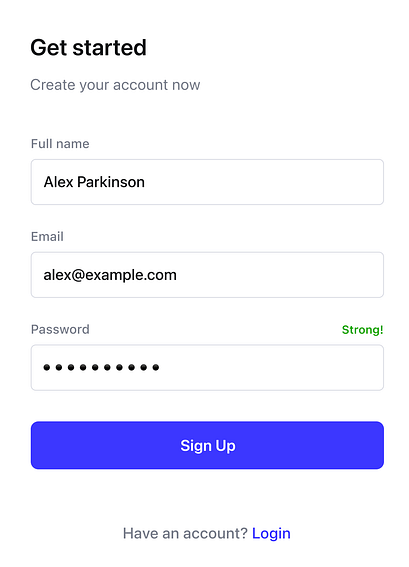 Get started
Create your account now
Full name
Alex Parkinson
Email
alex@example.com
Password Strong!
Sign Up
Have an account? Login